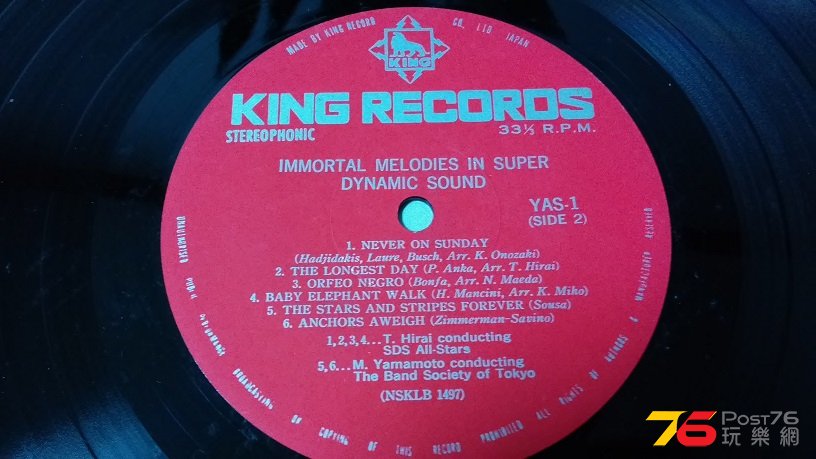 MADE BY KING RECORD CO. LTD JAPAN
KING
KING RECORDS
STEREOPHONIC
33⅓ R.P.M.
IMMORTAL MELODIES IN SUPER
DYNAMIC SOUND
YAS-1
(SIDE 2)
1. NEVER ON SUNDAY
(Hadjidakis, Laure, Busch, Arr. K. Onozaki)
2. THE LONGEST DAY (P. Anka, Arr. T. Hirai)
3. ORFEO NEGRO (Bonfa, Arr. N. Maeda)
4. BABY ELEPHANT WALK (H. Mancini, Arr. K. Miho)
5. THE STARS AND STRIPES FOREVER (Sousa)
6. ANCHORS AWEIGH (Zimmerman-Savino)
1,2,3,4...T. Hirai conducting
SDS All-Stars
5,6...M. Yamamoto conducting
The Band Society of Tokyo
(NSKLB 1497)
BROADCASTING OR COPYING OF THIS RECORD PROHIBITED ALL RIGHTS OF AUTHORS & MANUFACTURER RESERVED
76 Post76
玩樂網